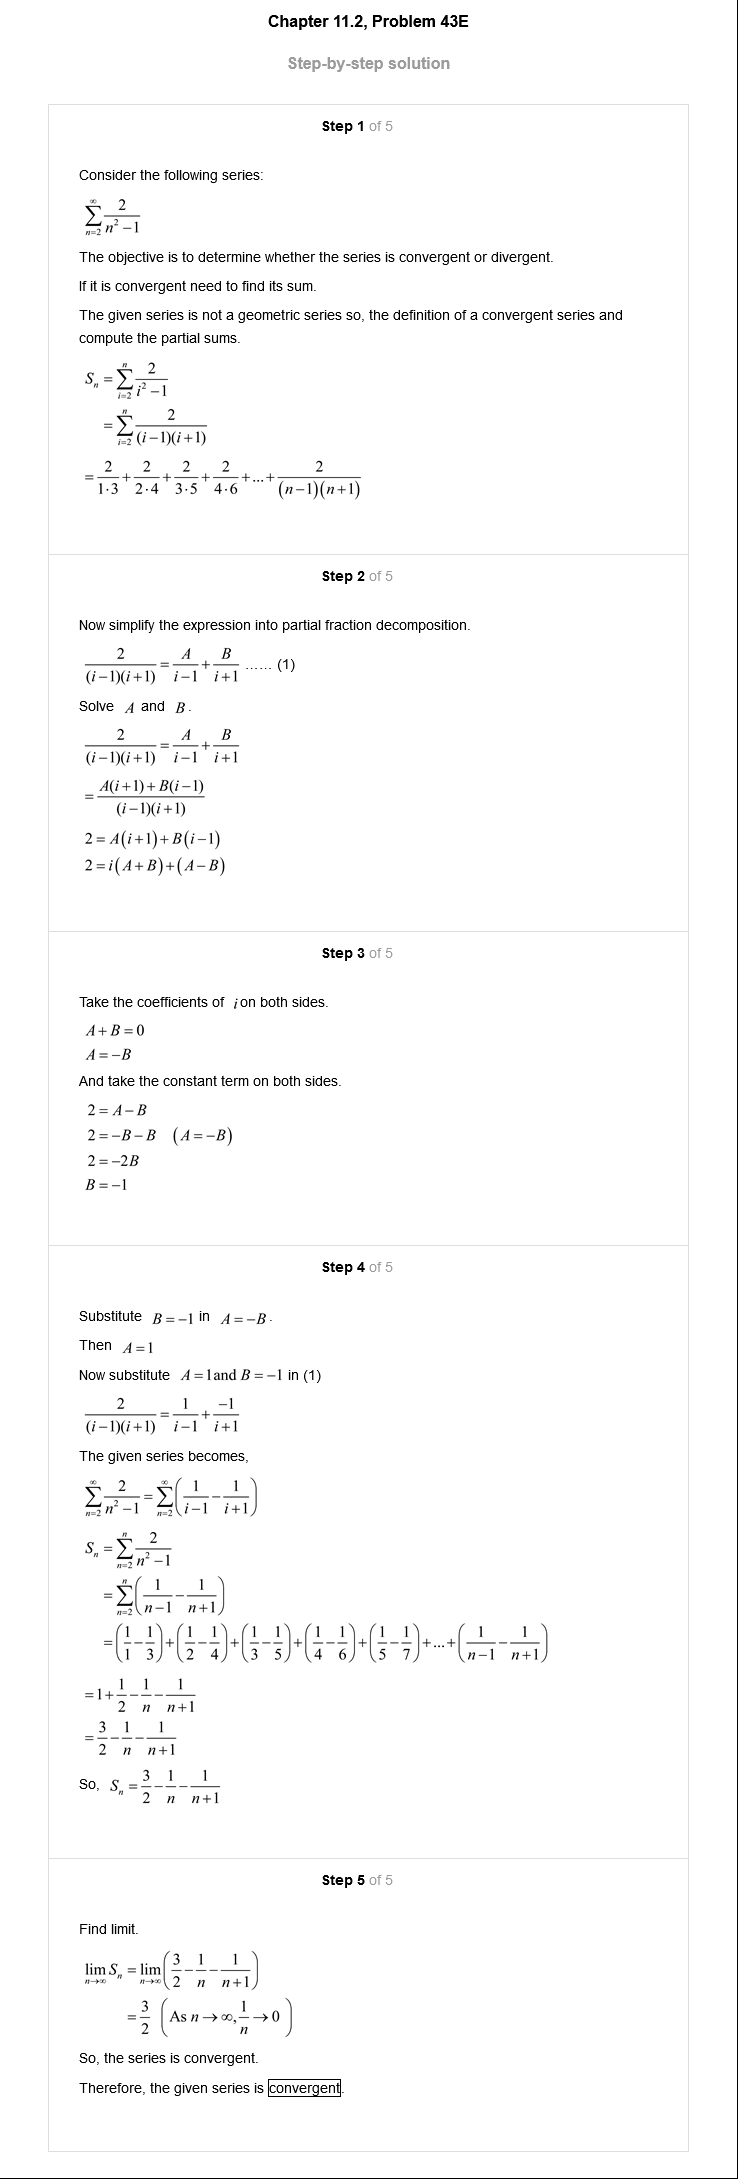 Chapter 11.2, Problem 43E
Step-by-step solution
Step 1 of 5
Consider the following series:
$\sum_{n=2}^{\infty} \frac{2}{n^2-1}$
The objective is to determine whether the series is convergent or divergent.
If it is convergent need to find its sum.
The given series is not a geometric series so, the definition of a convergent series and
compute the partial sums.
$S_n = \sum_{i=2}^{n} \frac{2}{i^2-1}$
$= \sum_{i=2}^{n} \frac{2}{(i-1)(i+1)}$
$= \frac{2}{1 \cdot 3} + \frac{2}{2 \cdot 4} + \frac{2}{3 \cdot 5} + \frac{2}{4 \cdot 6} + ... + \frac{2}{(n-1)(n+1)}$
Step 2 of 5
Now simplify the expression into partial fraction decomposition.
$\frac{2}{(i-1)(i+1)} = \frac{A}{i-1} + \frac{B}{i+1}$ ...... (1)
Solve $A$ and $B$.
$\frac{2}{(i-1)(i+1)} = \frac{A}{i-1} + \frac{B}{i+1}$
$= \frac{A(i+1)+B(i-1)}{(i-1)(i+1)}$
$2 = A(i+1)+B(i-1)$
$2 = i(A+B)+(A-B)$
Step 3 of 5
Take the coefficients of $i$ on both sides.
$A+B=0$
$A=-B$
And take the constant term on both sides.
$2=A-B$
$2=-B-B \quad (A=-B)$
$2=-2B$
$B=-1$
Step 4 of 5
Substitute $B=-1$ in $A=-B$.
Then $A=1$
Now substitute $A=1$ and $B=-1$ in (1)
$\frac{2}{(i-1)(i+1)} = \frac{1}{i-1} + \frac{-1}{i+1}$
The given series becomes,
$\sum_{n=2}^{\infty} \frac{2}{n^2-1} = \sum_{n=2}^{\infty} \left( \frac{1}{i-1} - \frac{1}{i+1} \right)$
$S_n = \sum_{n=2}^{n} \frac{2}{n^2-1}$
$= \sum_{n=2}^{n} \left( \frac{1}{n-1} - \frac{1}{n+1} \right)$
$= \left( \frac{1}{1} - \frac{1}{3} \right) + \left( \frac{1}{2} - \frac{1}{4} \right) + \left( \frac{1}{3} - \frac{1}{5} \right) + \left( \frac{1}{4} - \frac{1}{6} \right) + \left( \frac{1}{5} - \frac{1}{7} \right) + ... + \left( \frac{1}{n-1} - \frac{1}{n+1} \right)$
$= 1 + \frac{1}{2} - \frac{1}{n} - \frac{1}{n+1}$
$= \frac{3}{2} - \frac{1}{n} - \frac{1}{n+1}$
So, $S_n = \frac{3}{2} - \frac{1}{n} - \frac{1}{n+1}$
Step 5 of 5
Find limit.
$\lim_{n \to \infty} S_n = \lim_{n \to \infty} \left( \frac{3}{2} - \frac{1}{n} - \frac{1}{n+1} \right)$
$= \frac{3}{2} \left( \text{As } n \to \infty, \frac{1}{n} \to 0 \right)$
So, the series is convergent.
Therefore, the given series is convergent.